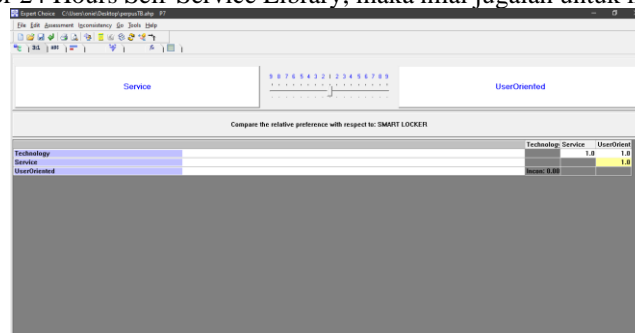 24 Hours Self-Service Library, maka nilai jugalah untuk
Expert Choice C:\Users\omie\Desktop\perpusTB.ahp P7
File Edit Assessment Inconsistency Go Tools Help
3:1 ABC
Service
9 8 7 6 5 4 3 2 1 2 3 4 5 6 7 8 9
UserOriented
Compare the relative preference with respect to: SMART LOCKER
Technology Service UserOrient
Technology 1.0 1.0
Service 1.0
UserOriented Incon: 0.00